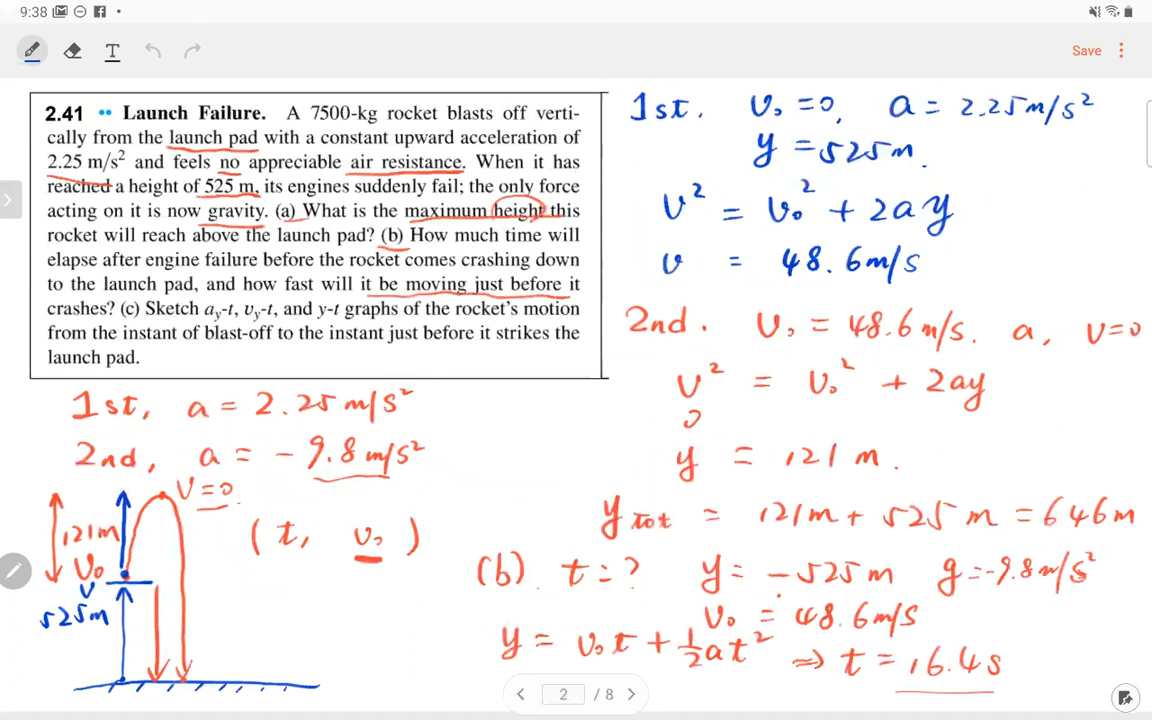 9:38
Save
2.41 •• Launch Failure. A 7500-kg rocket blasts off verti-
cally from the launch pad with a constant upward acceleration of
2.25 m/s² and feels no appreciable air resistance. When it has
reached a height of 525 m, its engines suddenly fail; the only force
acting on it is now gravity. (a) What is the maximum height this
rocket will reach above the launch pad? (b) How much time will
elapse after engine failure before the rocket comes crashing down
to the launch pad, and how fast will it be moving just before it
crashes? (c) Sketch ay-t, vy-t, and y-t graphs of the rocket's motion
from the instant of blast-off to the instant just before it strikes the
launch pad.
1st, a = 2.25 m/s²
2nd, a = - 9.8 m/s²
V=0
121m
(t, v₀)
V₀
V
525m
1st. V₀ =0, a = 2.25 m/s²
y = 525 m.
v² = v₀² + 2ay
v = 48.6 m/s
2nd. V₀ = 48.6 m/s. a, V=0
v² = v₀² + 2ay
0
y = 121 m.
y tot = 121m + 525 m = 646 m
(b). t = ? y = -525 m g = -9.8 m/s²
V₀ = 48.6 m/s
y = v₀t + ½at² ⇒ t = 16.4 s
2 / 8